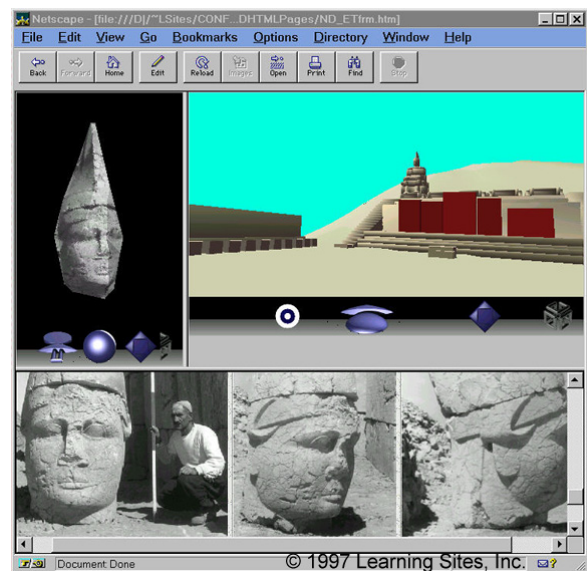 Netscape - [file:///D|/~LSites/CONF...DHTMLPages/ND_ETfrm.htm]
File Edit View Go Bookmarks Options Directory Window Help
Back Forward Home Edit Reload Images Open Print Find Stop
Document: Done
© 1997 Learning Sites, Inc.